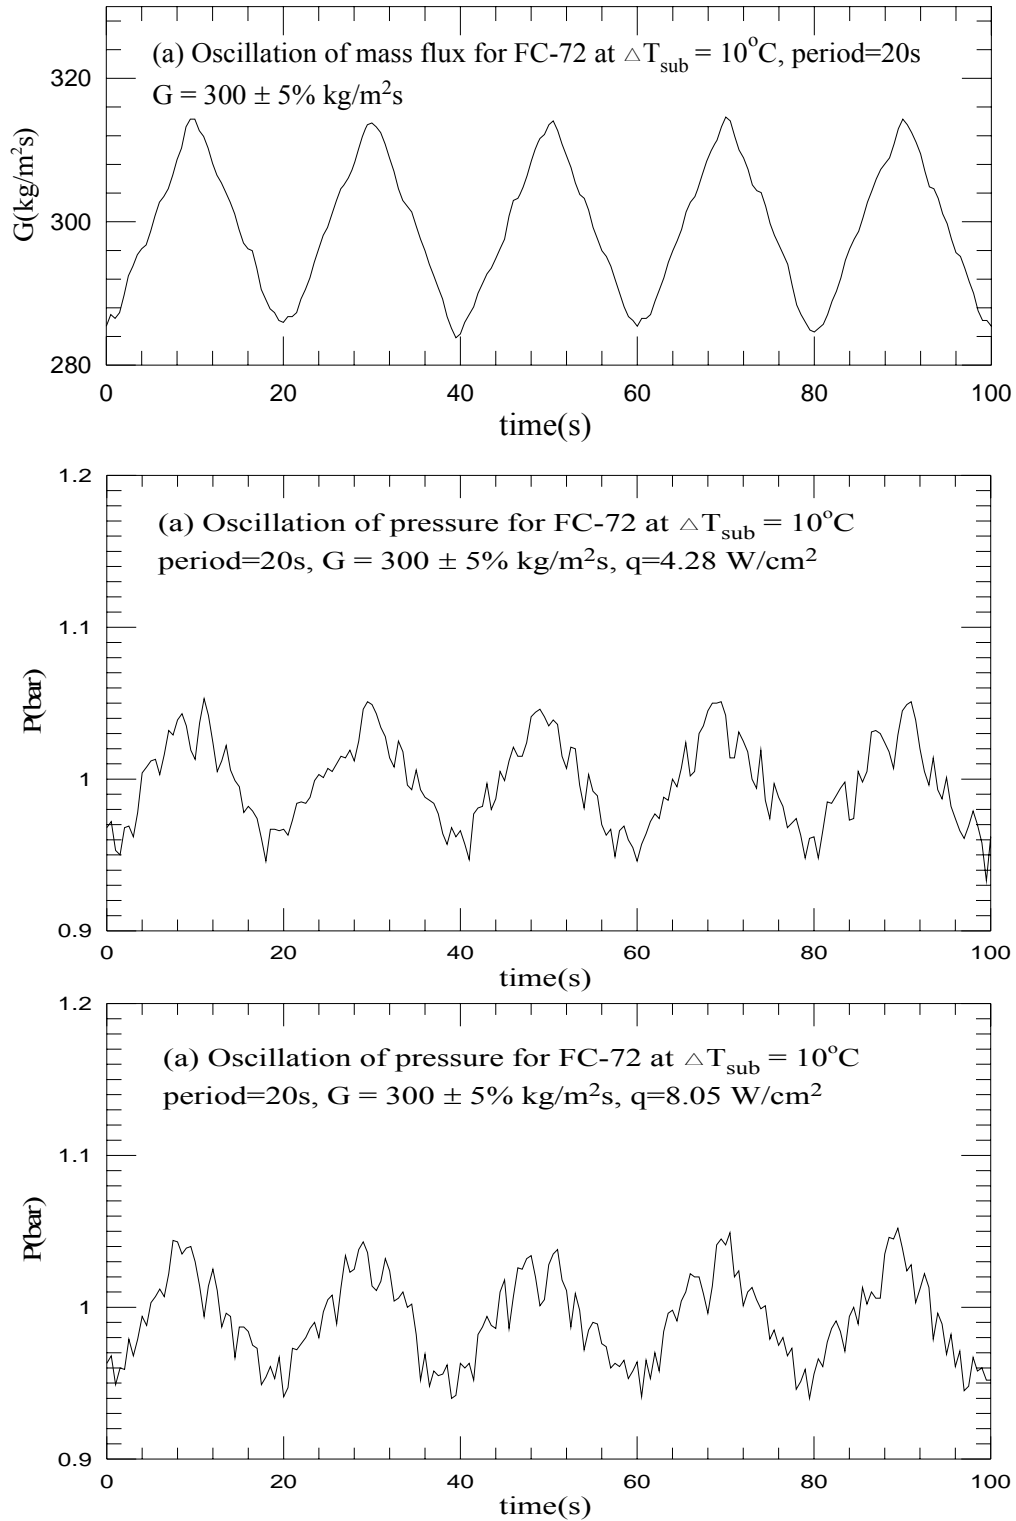 (a) Oscillation of mass flux for FC-72 at △T_sub = 10°C, period=20s
G = 300 ± 5% kg/m²s
320
300
280
G(kg/m²s)
0 20 40 60 80 100
time(s)
1.2
(a) Oscillation of pressure for FC-72 at △T_sub = 10°C
period=20s, G = 300 ± 5% kg/m²s, q=4.28 W/cm²
1.1
P(bar)
1
0.9
0 20 40 60 80 100
time(s)
1.2
(a) Oscillation of pressure for FC-72 at △T_sub = 10°C
period=20s, G = 300 ± 5% kg/m²s, q=8.05 W/cm²
1.1
P(bar)
1
0.9
0 20 40 60 80 100
time(s)